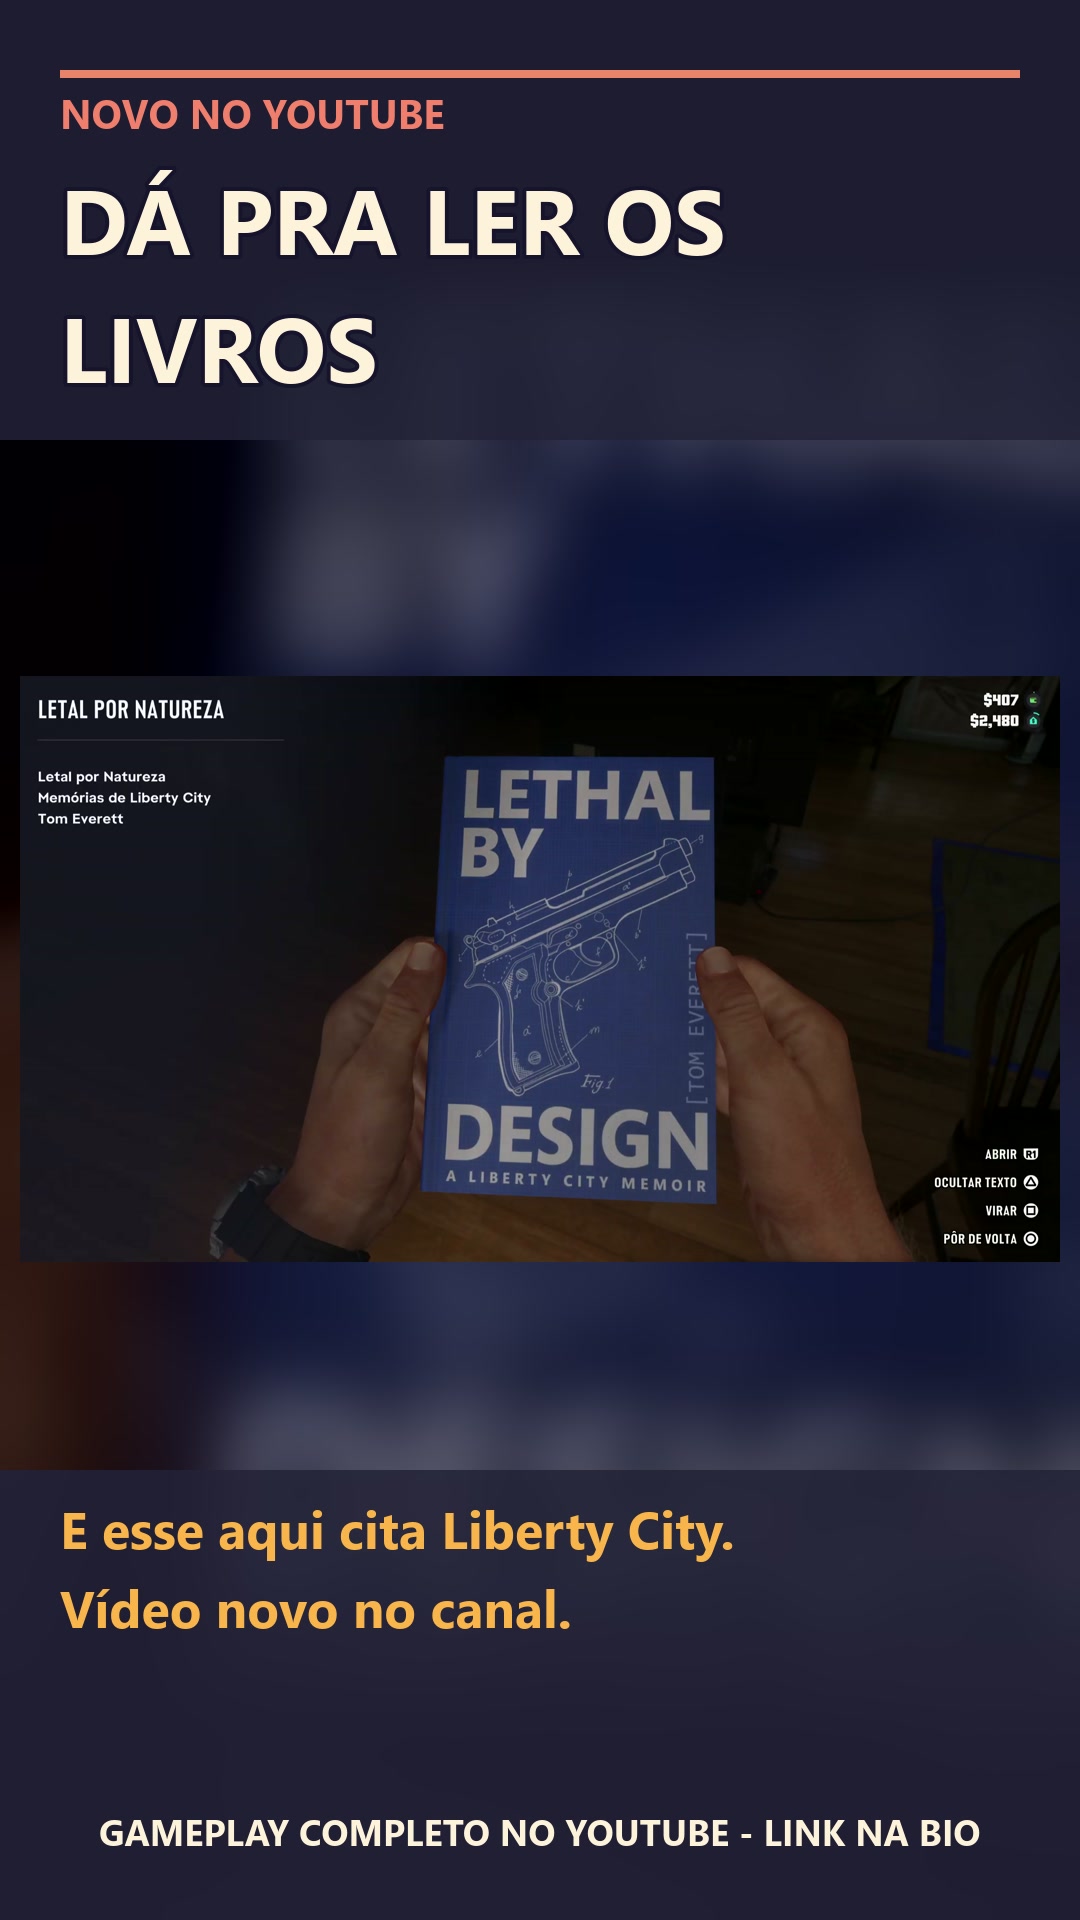 NOVO NO YOUTUBE
DÁ PRA LER OS
LIVROS
LETAL POR NATUREZA
$407
$2,480
Letal por Natureza
Memórias de Liberty City
Tom Everett
LETHAL
BY
[TOM EVERETT]
Fig.1
DESIGN
A LIBERTY CITY MEMOIR
ABRIR R1
OCULTAR TEXTO
VIRAR
PÔR DE VOLTA
E esse aqui cita Liberty City.
Vídeo novo no canal.
GAMEPLAY COMPLETO NO YOUTUBE - LINK NA BIO